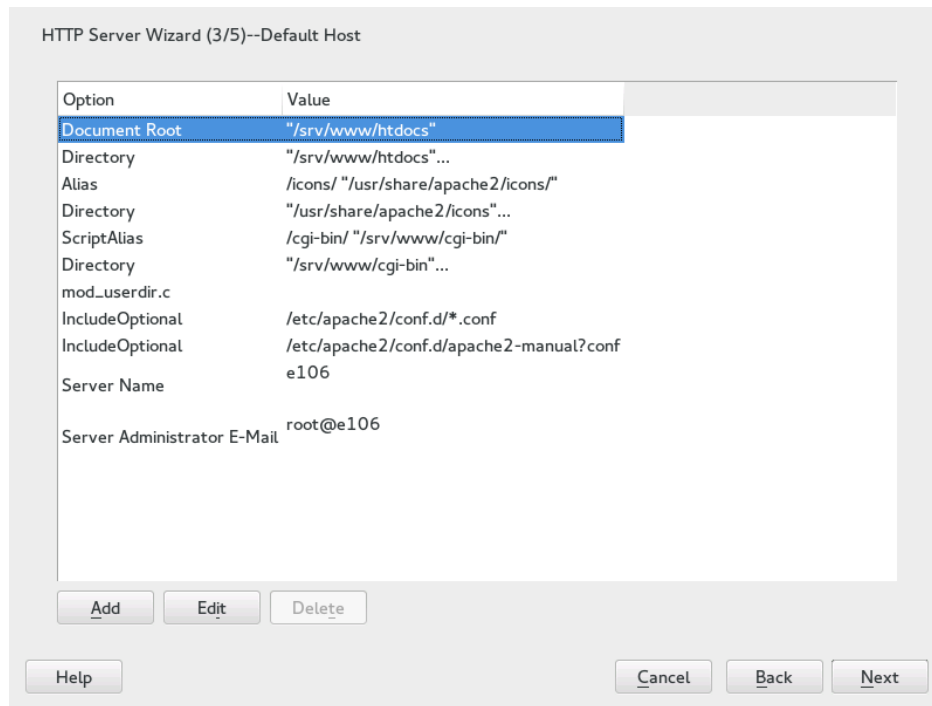 HTTP Server Wizard (3/5)--Default Host
Option Value
Document Root "/srv/www/htdocs"
Directory "/srv/www/htdocs"...
Alias /icons/ "/usr/share/apache2/icons/"
Directory "/usr/share/apache2/icons"...
ScriptAlias /cgi-bin/ "/srv/www/cgi-bin/"
Directory "/srv/www/cgi-bin"...
mod_userdir.c
IncludeOptional /etc/apache2/conf.d/*.conf
IncludeOptional /etc/apache2/conf.d/apache2-manual?conf
Server Name e106
Server Administrator E-Mail root@e106
Add Edit Delete
Help Cancel Back Next